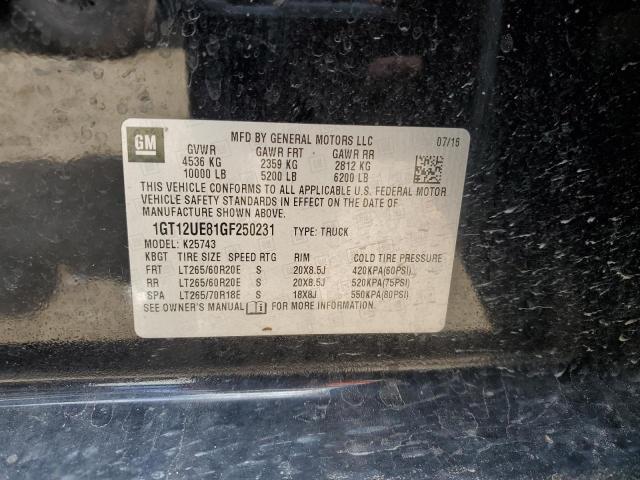 GM
MFD BY GENERAL MOTORS LLC 07/15
GVWR GAWR FRT GAWR RR
4536 KG 2359 KG 2812 KG
10000 LB 5200 LB 6200 LB
THIS VEHICLE CONFORMS TO ALL APPLICABLE U.S. FEDERAL MOTOR
VEHICLE SAFETY STANDARDS IN EFFECT ON THE DATE OF
MANUFACTURE SHOWN ABOVE.
1GT12UE81GF250231 TYPE: TRUCK
MODEL: K25743
KBGT TIRE SIZE SPEED RTG RIM COLD TIRE PRESSURE
FRT LT265/60R20E S 20X8.5J 420KPA(60PSI)
RR LT265/60R20E S 20X8.5J 520KPA(75PSI)
SPA LT265/70R18E S 18X8J 550KPA(80PSI)
SEE OWNER'S MANUAL